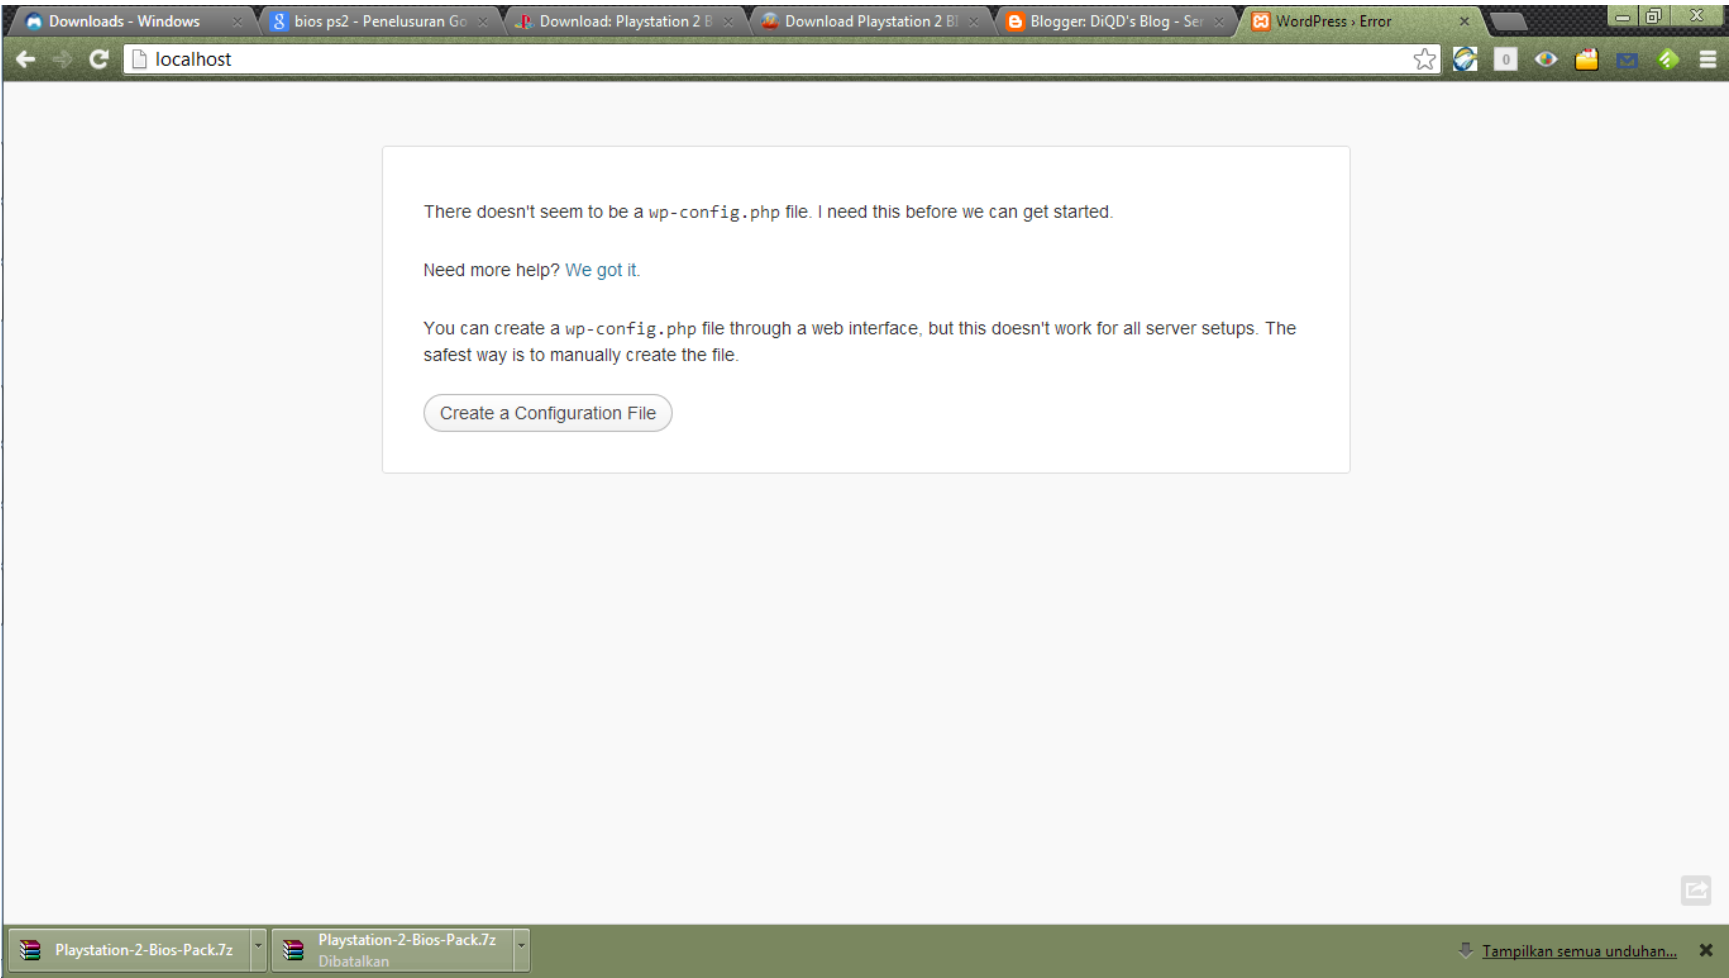 Downloads - Windows
bios ps2 - Penelusuran Go
Download: Playstation 2 B
Download Playstation 2 BI
Blogger: DiQD's Blog - Ser
WordPress › Error
localhost
0
There doesn't seem to be a wp-config.php file. I need this before we can get started.
Need more help? We got it.
You can create a wp-config.php file through a web interface, but this doesn't work for all server setups. The
safest way is to manually create the file.
Create a Configuration File
Playstation-2-Bios-Pack.7z
Playstation-2-Bios-Pack.7z
Dibatalkan
Tampilkan semua unduhan...